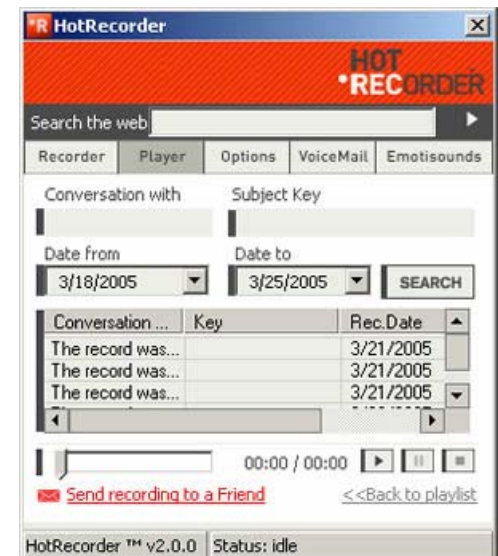 HotRecorder
HOT
RECORDER
Search the web
Recorder Player Options VoiceMail Emotisounds
Conversation with Subject Key
Date from Date to
3/18/2005 3/25/2005 SEARCH
Conversation ... Key Rec.Date
The record was... 3/21/2005
The record was... 3/21/2005
The record was... 3/21/2005
00:00 / 00:00
Send recording to a Friend <<Back to playlist
HotRecorder ™ v2.0.0 Status: idle